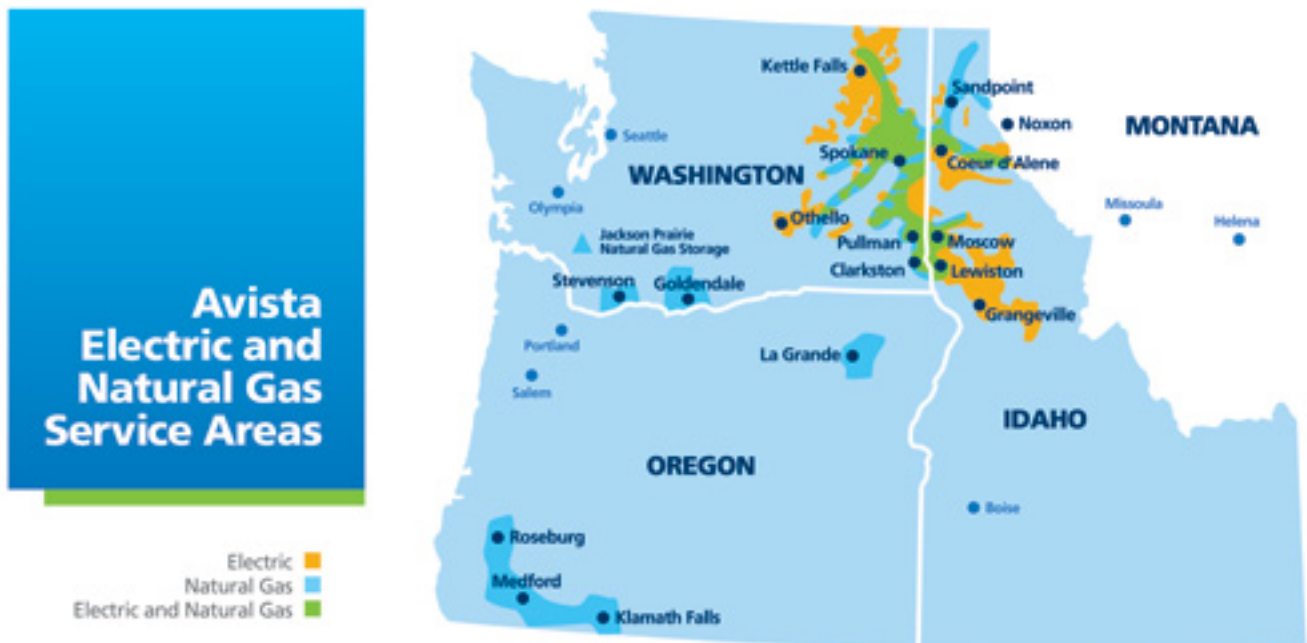 Avista
Electric and
Natural Gas
Service Areas
Electric
Natural Gas
Electric and Natural Gas
Kettle Falls
Sandpoint
Noxon
MONTANA
Seattle
Spokane
Coeur d'Alene
WASHINGTON
Olympia
Othello
Missoula
Helena
Jackson Prairie
Natural Gas Storage
Pullman
Moscow
Clarkston
Lewiston
Stevenson
Goldendale
Grangeville
Portland
La Grande
Salem
IDAHO
OREGON
Boise
Roseburg
Medford
Klamath Falls